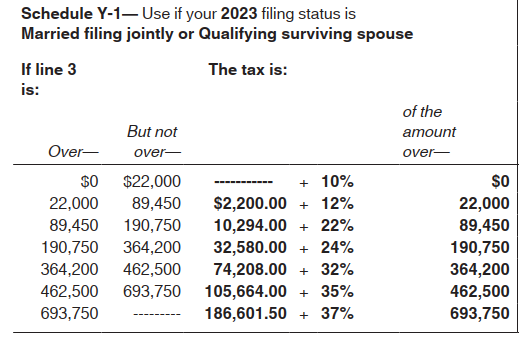 Schedule Y-1— Use if your 2023 filing status is
Married filing jointly or Qualifying surviving spouse
If line 3 The tax is:
is:
of the
But not amount
Over— over— over—
$0 $22,000 ----------- + 10% $0
22,000 89,450 $2,200.00 + 12% 22,000
89,450 190,750 10,294.00 + 22% 89,450
190,750 364,200 32,580.00 + 24% 190,750
364,200 462,500 74,208.00 + 32% 364,200
462,500 693,750 105,664.00 + 35% 462,500
693,750 --------- 186,601.50 + 37% 693,750